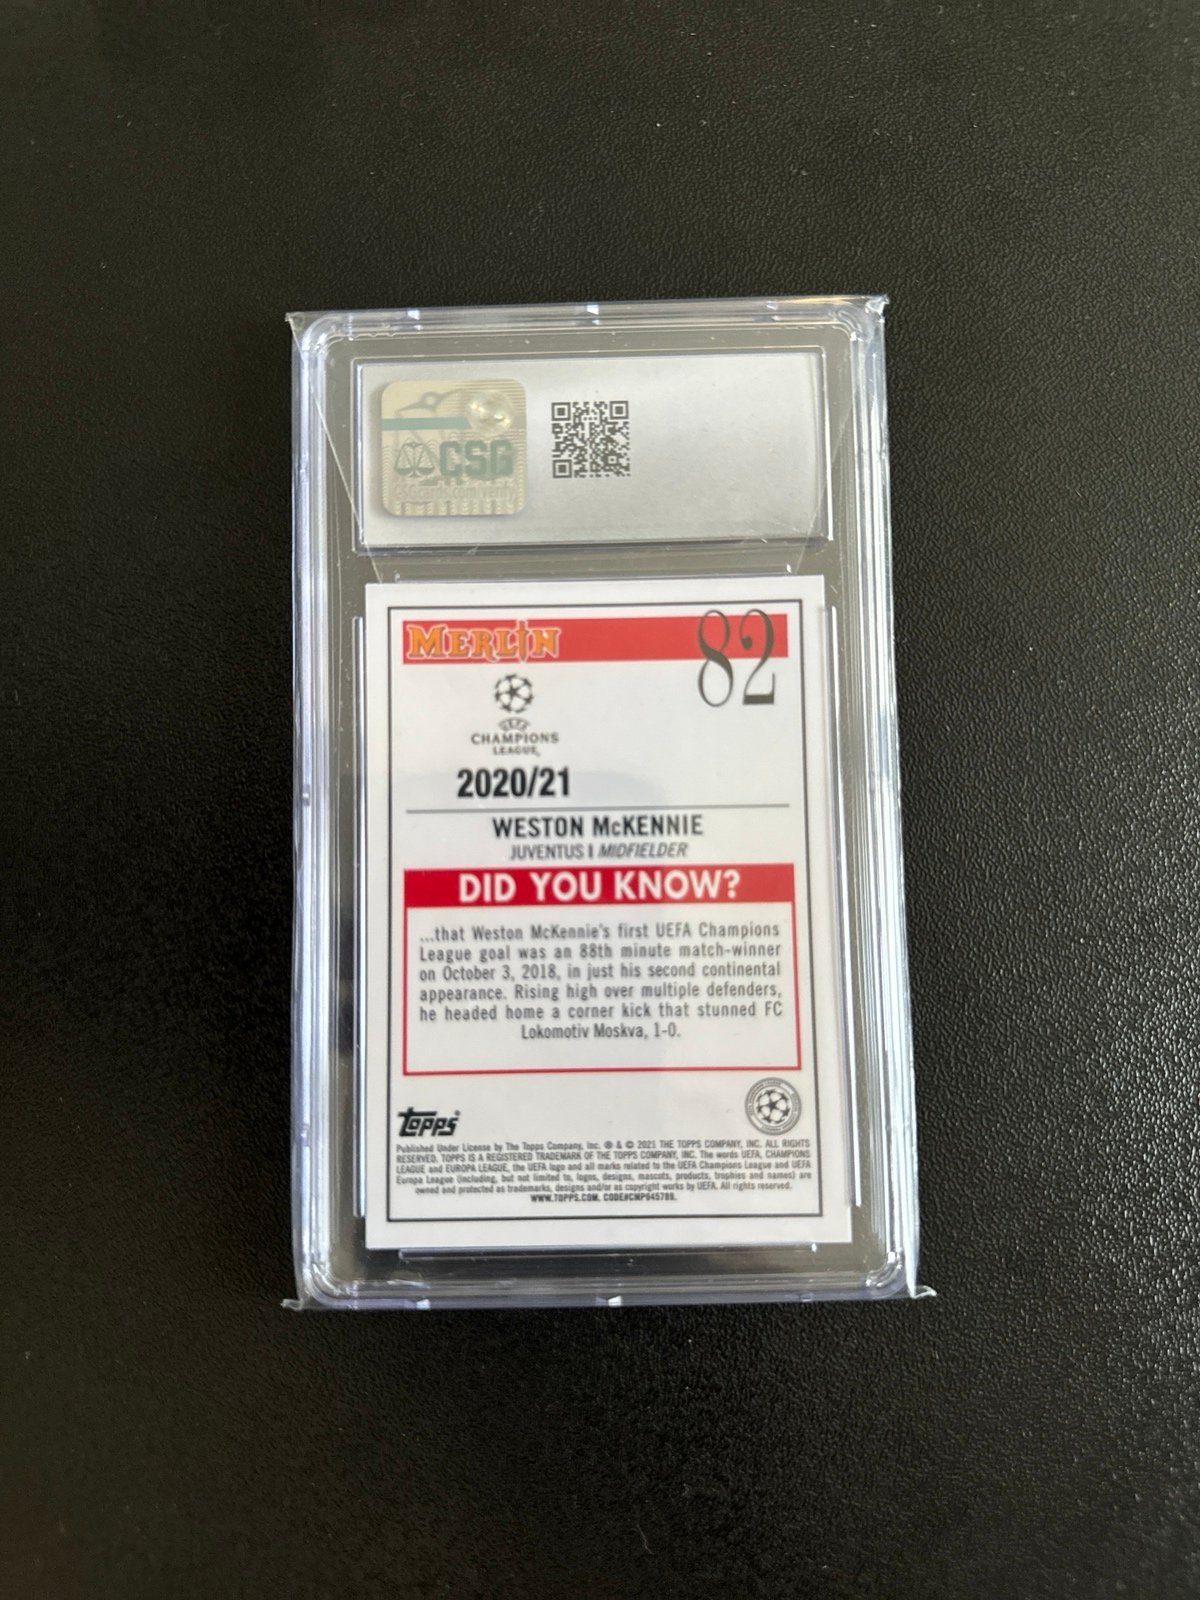 CSG
CSGcards.com/verify
MERLIN
82
UEFA
CHAMPIONS
LEAGUE
2020/21
WESTON McKENNIE
JUVENTUS | MIDFIELDER
DID YOU KNOW?
...that Weston McKennie's first UEFA Champions
League goal was an 88th minute match-winner
on October 3, 2018, in just his second continental
appearance. Rising high over multiple defenders,
he headed home a corner kick that stunned FC
Lokomotiv Moskva, 1-0.
topps®
Published Under License by The Topps Company, Inc. ® & © 2021 THE TOPPS COMPANY, INC. ALL RIGHTS
RESERVED. TOPPS IS A REGISTERED TRADEMARK OF THE TOPPS COMPANY, INC. The words UEFA, CHAMPIONS
LEAGUE and EUROPA LEAGUE, the UEFA logo and all marks related to the UEFA Champions League and UEFA
Europa League (including, but not limited to, logos, designs, mascots, products, trophies and names) are
owned and protected as trademarks, designs and/or as copyright works by UEFA. All rights reserved.
WWW.TOPPS.COM. CODE#CMP045789.